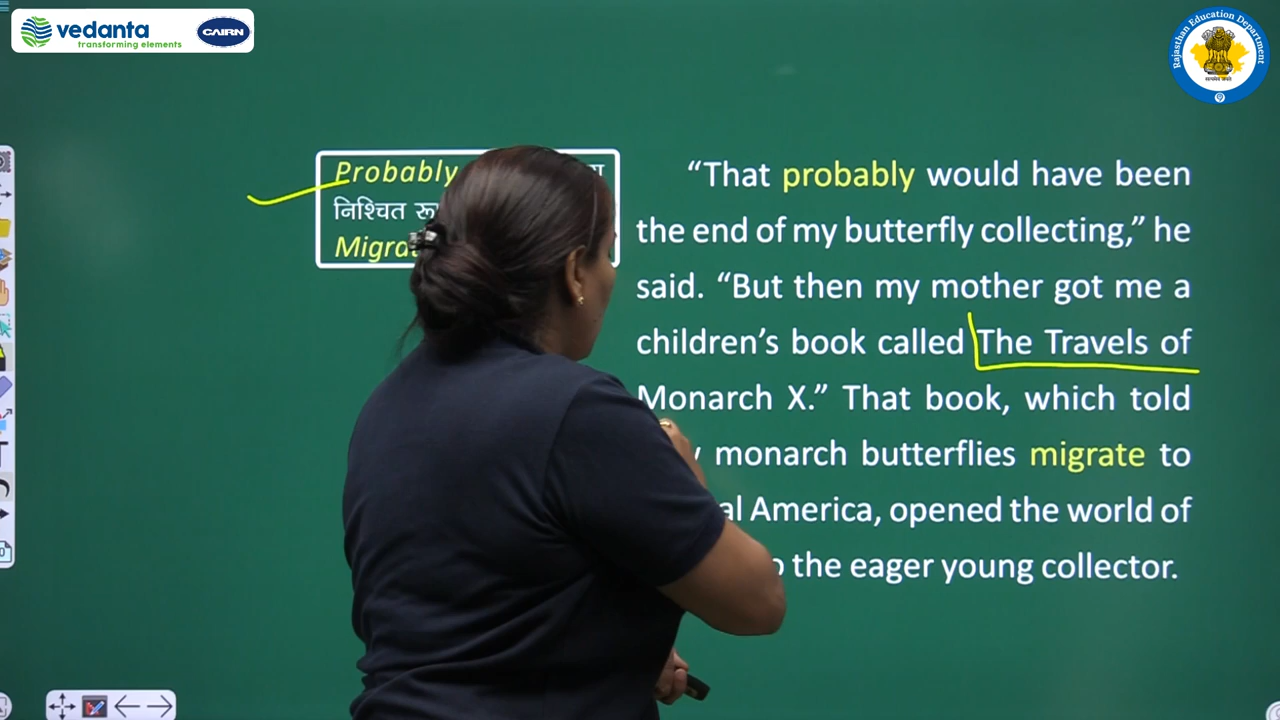 vedanta
transforming elements
CAIRN
Rajasthan Education Department
Probably
निश्चित
“That probably would have been
the end of my butterfly collecting,” he
said. “But then my mother got me a
children’s book called The Travels of
Monarch X.” That book, which told
monarch butterflies migrate to
America, opened the world of
the eager young collector.